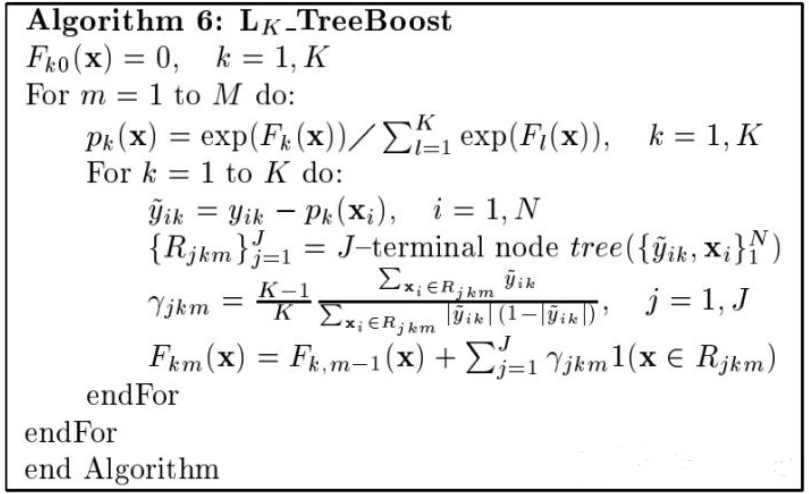 Algorithm 6: L_K_TreeBoost
F_{k0}(𝐱) = 0, k = 1, K
For m = 1 to M do:
p_k(𝐱) = exp(F_k(𝐱)) / ∑_{l=1}^{K} exp(F_l(𝐱)), k = 1, K
For k = 1 to K do:
ỹ_{ik} = y_{ik} − p_k(𝐱_i), i = 1, N
{R_{jkm}}_{j=1}^{J} = J–terminal node tree({ỹ_{ik}, 𝐱_i}_1^N)
γ_{jkm} = \frac{K−1}{K} \frac{∑_{𝐱_i ∈ R_{jkm}} ỹ_{ik}}{∑_{𝐱_i ∈ R_{jkm}} |ỹ_{ik}| (1−|ỹ_{ik}|)}, j = 1, J
F_{km}(𝐱) = F_{k,m−1}(𝐱) + ∑_{j=1}^{J} γ_{jkm} 1(𝐱 ∈ R_{jkm})
endFor
endFor
end Algorithm